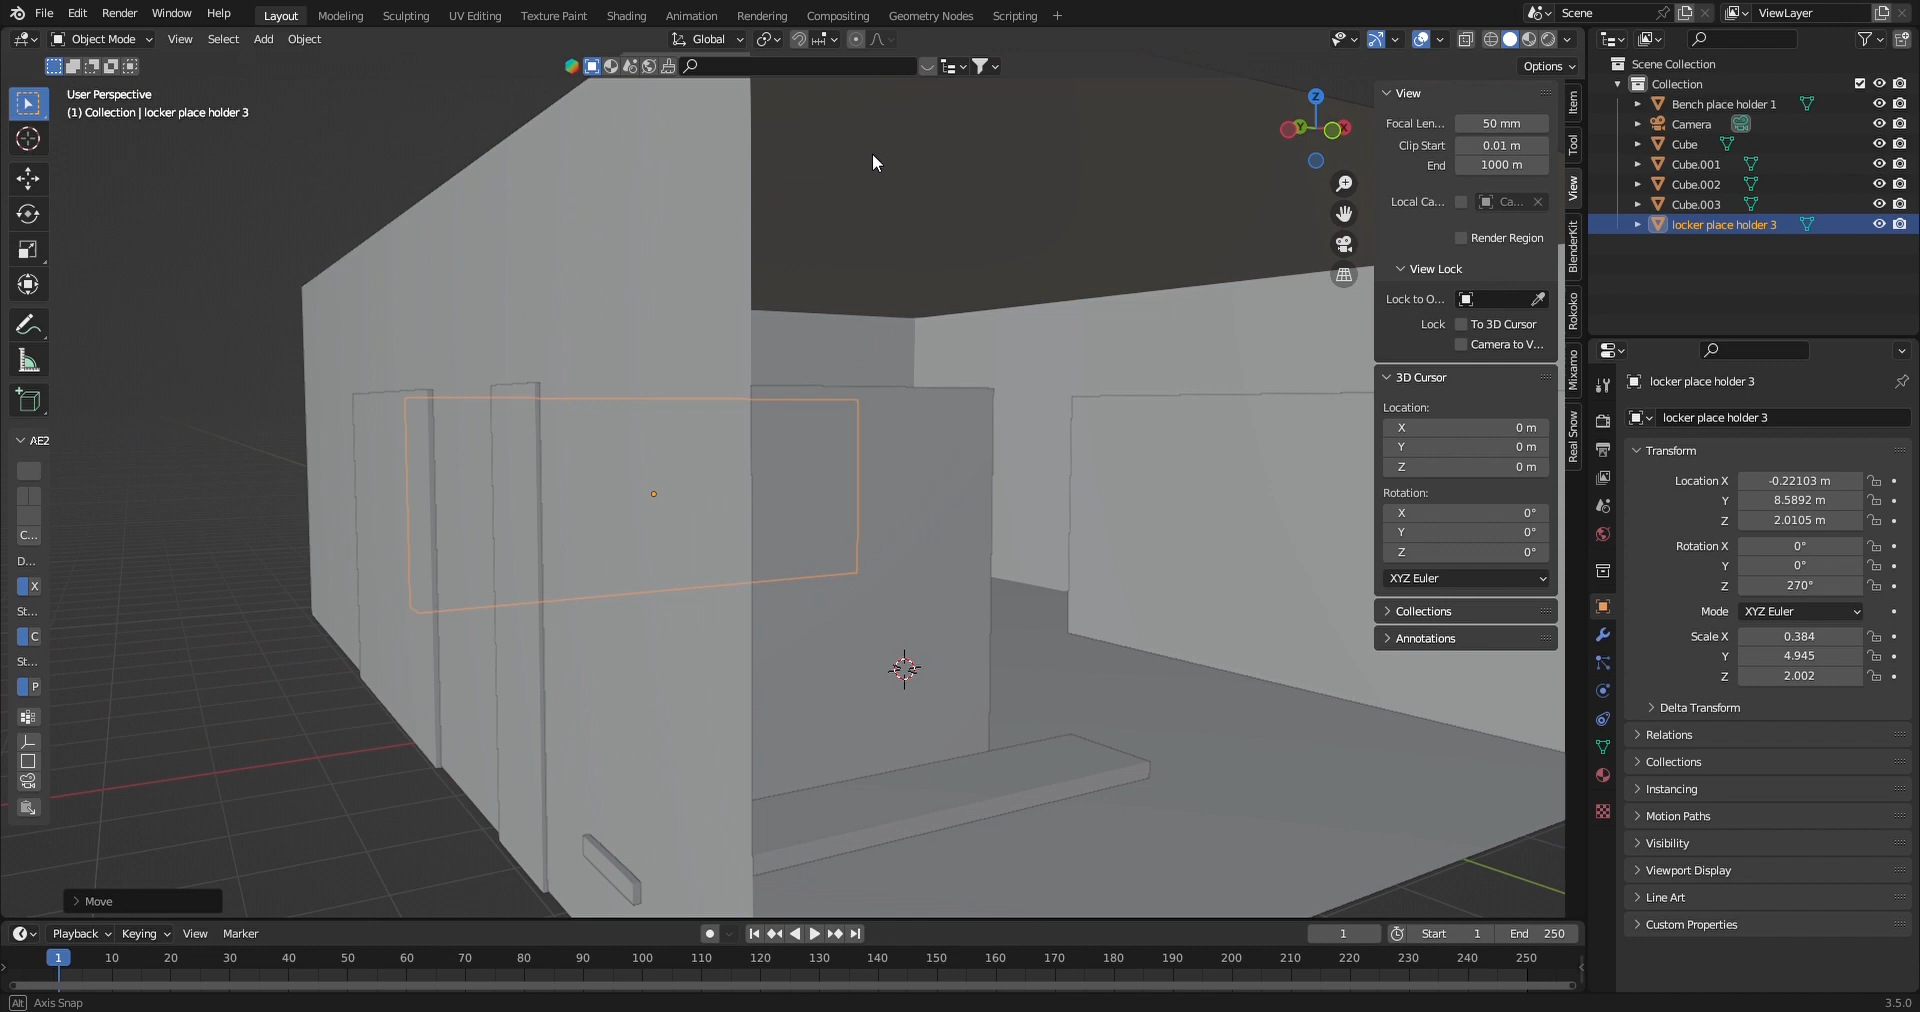 File Edit Render Window Help Layout Modeling Sculpting UV Editing Texture Paint Shading Animation Rendering Compositing Geometry Nodes Scripting + Scene ViewLayer
Object Mode View Select Add Object Global
Options
User Perspective
(1) Collection | locker place holder 3
Z
Y
X
AE2
C...
D...
X
St...
C
St...
P
View
Focal Len... 50 mm
Clip Start 0.01 m
End 1000 m
Local Ca... Ca...
Render Region
View Lock
Lock to O...
Lock To 3D Cursor
Camera to V...
3D Cursor
Location:
X 0 m
Y 0 m
Z 0 m
Rotation:
X 0°
Y 0°
Z 0°
XYZ Euler
Collections
Annotations
Item
Tool
View
BlenderKit
Rokoko
Mixamo
Real Snow
Scene Collection
Collection
Bench place holder 1
Camera
Cube
Cube.001
Cube.002
Cube.003
locker place holder 3
locker place holder 3
locker place holder 3
Transform
Location X -0.22103 m
Y 8.5892 m
Z 2.0105 m
Rotation X 0°
Y 0°
Z 270°
Mode XYZ Euler
Scale X 0.384
Y 4.945
Z 2.002
Delta Transform
Relations
Collections
Instancing
Motion Paths
Visibility
Viewport Display
Line Art
Custom Properties
Move
Playback Keying View Marker 1 Start 1 End 250
1 10 20 30 40 50 60 70 80 90 100 110 120 130 140 150 160 170 180 190 200 210 220 230 240 250
Alt Axis Snap 3.5.0